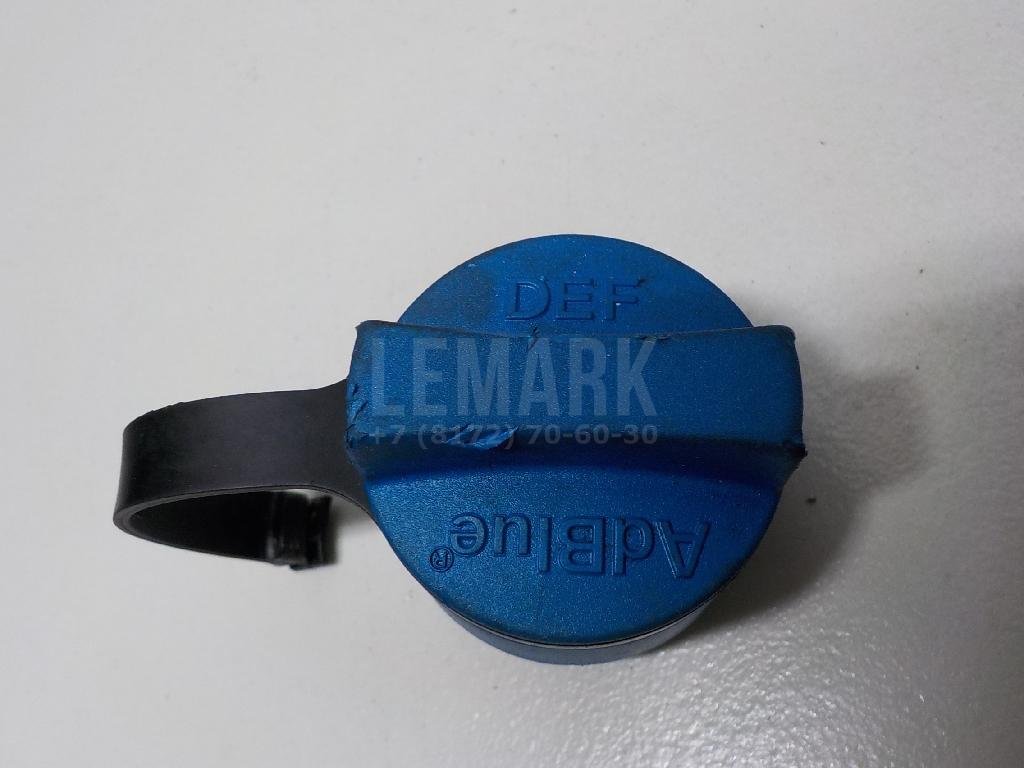 DEF
LEMARK
+7 (8172) 70-60-30
AdBlue®